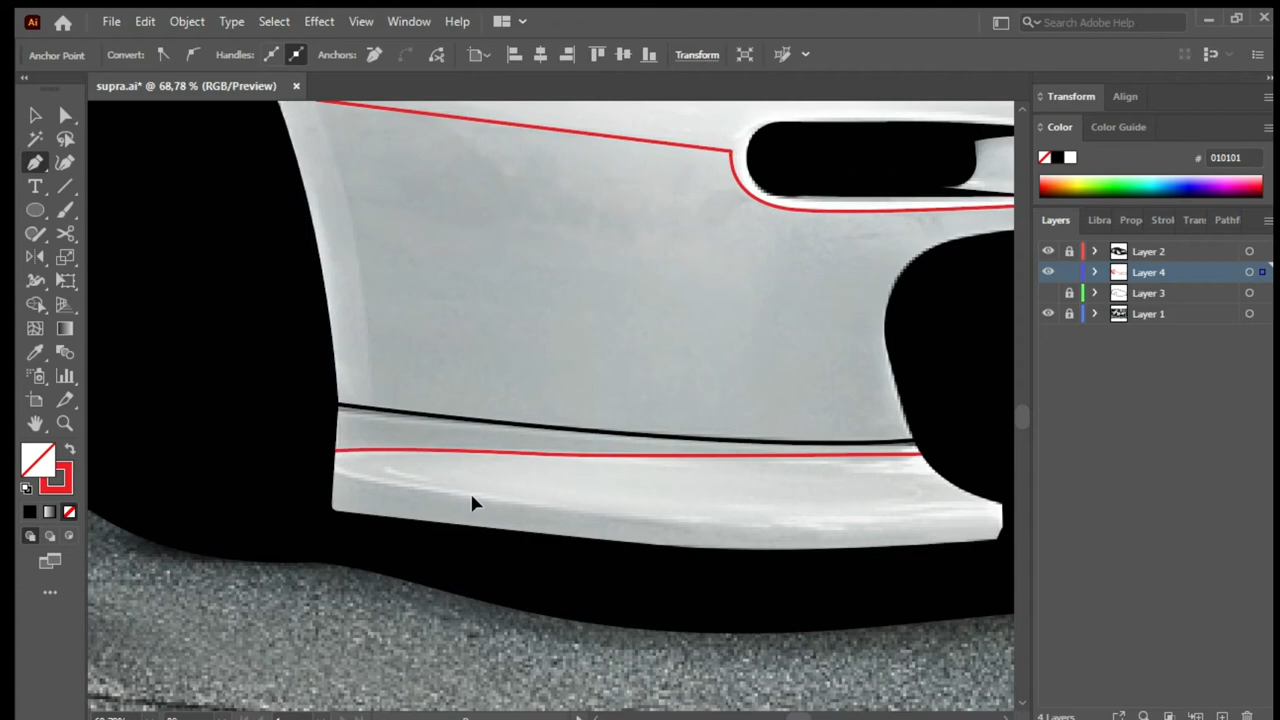 Ai File Edit Object Type Select Effect View Window Help Search Adobe Help
Anchor Point Convert: Handles: Anchors: Transform
supra.ai* @ 68,78 % (RGB/Preview)
Transform Align
Color Color Guide
# 010101
Layers Libra Prop Strol Tran Pathf
Layer 2
Layer 4
Layer 3
Layer 1
4 Layers